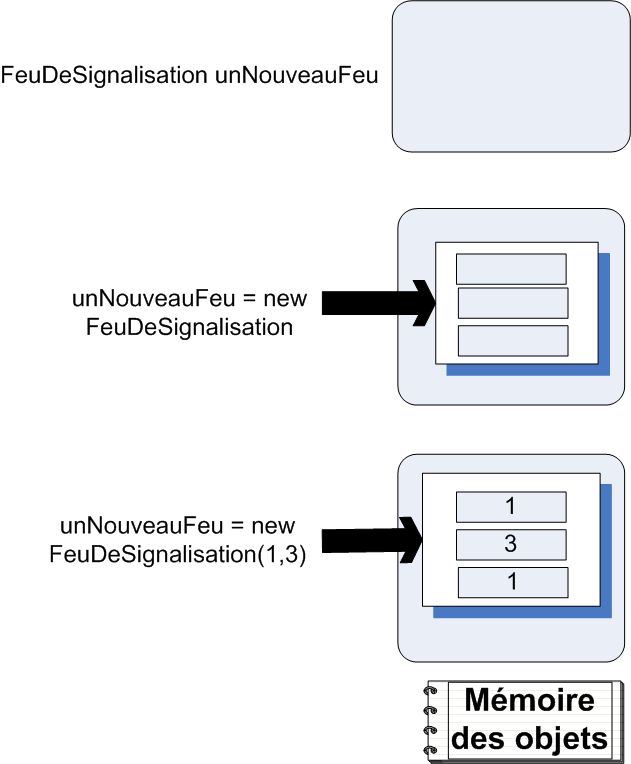 FeuDeSignalisation unNouveauFeu
unNouveauFeu = new
FeuDeSignalisation
unNouveauFeu = new
FeuDeSignalisation(1,3)
1
3
1
Mémoire
des objets